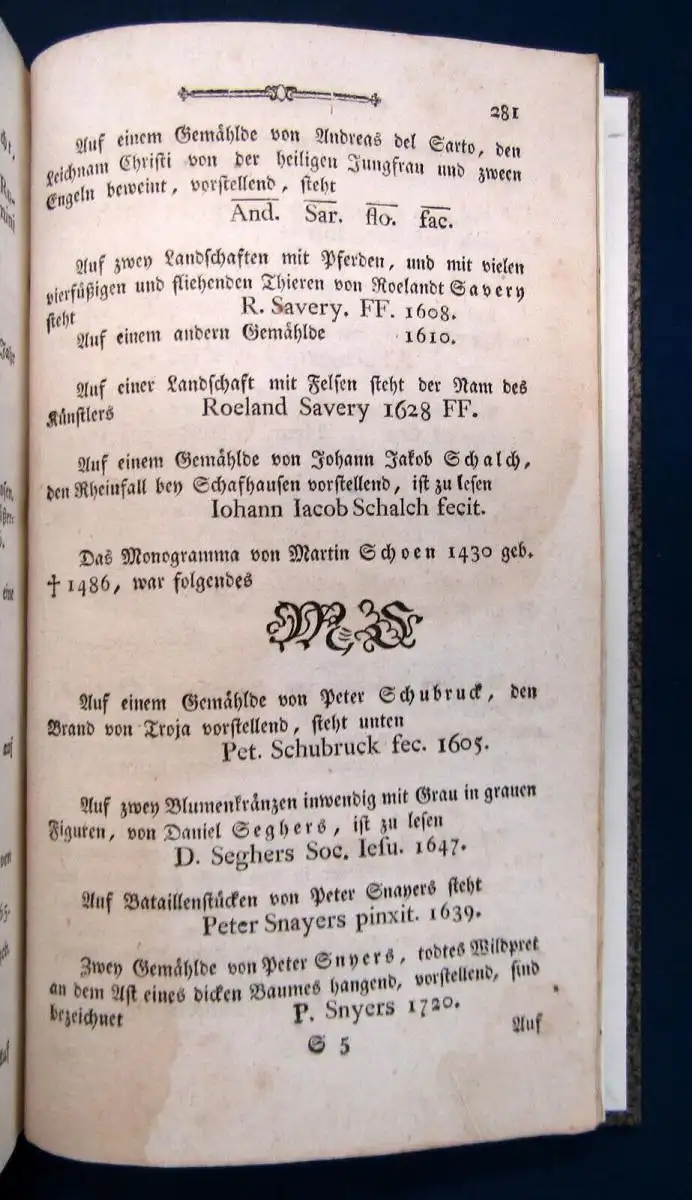 281
Auf einem Gemählde von Andreas del Sarto, den
Leichnam Christi von der heiligen Jungfrau und zween
Engeln beweint, vorstellend, steht
And. Sar. flo. fac.
Auf zwey Landschaften mit Pferden, und mit vielen
vierfüßigen und fliehenden Thieren von Roelandt Savery
steht R. Savery. FF. 1608.
Auf einem andern Gemählde 1610.
Auf einer Landschaft mit Felsen steht der Nam des
Künstlers Roeland Savery 1628 FF.
Auf einem Gemählde von Johann Jakob Schalch,
den Rheinfall bey Schafhausen vorstellend, ist zu lesen
Iohann Iacob Schalch fecit.
Das Monogramma von Martin Schoen 1430 geb.
† 1486, war folgendes
Auf einem Gemählde von Peter Schubruck, den
Brand von Troja vorstellend, steht unten
Pet. Schubruck fec. 1605.
Auf zwey Blumenkränzen inwendig mit Grau in grauen
Figuren, von Daniel Seghers, ist zu lesen
D. Seghers Soc. Iesu. 1647.
Auf Bataillenstücken von Peter Snayers steht
Peter Snayers pinxit. 1639.
Zwey Gemählde von Peter Snyers, todtes Wildpret
an dem Ast eines dicken Baumes hangend, vorstellend, sind
bezeichnet P. Snyers 1720.
S 5 Auf